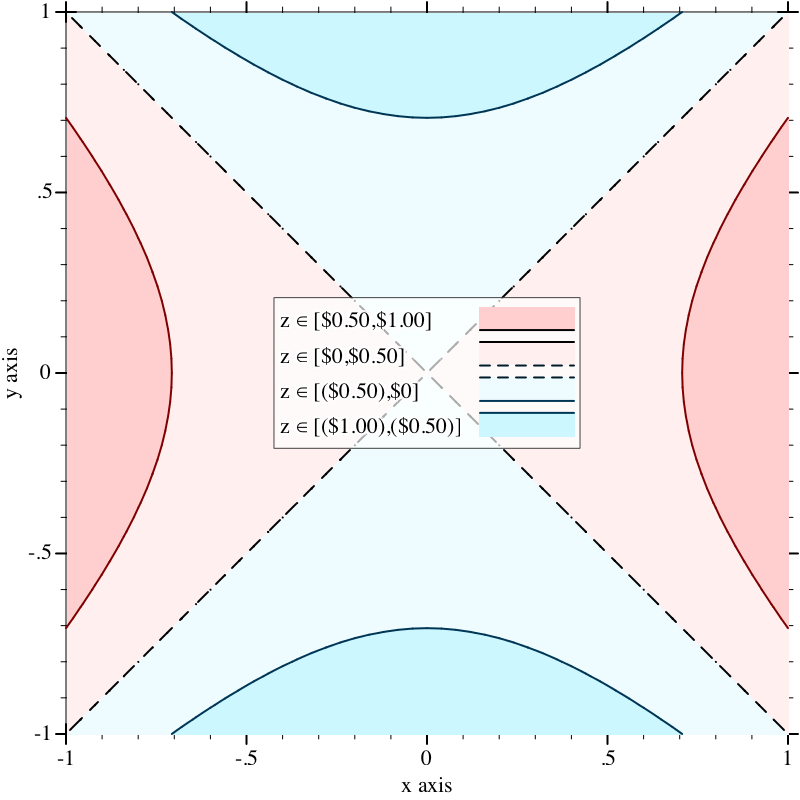 1
.5
y axis
0
z ∈ [$0.50,$1.00]
z ∈ [$0,$0.50]
z ∈ [($0.50),$0]
z ∈ [($1.00),($0.50)]
-.5
-1
-1 -.5 0 .5 1
x axis